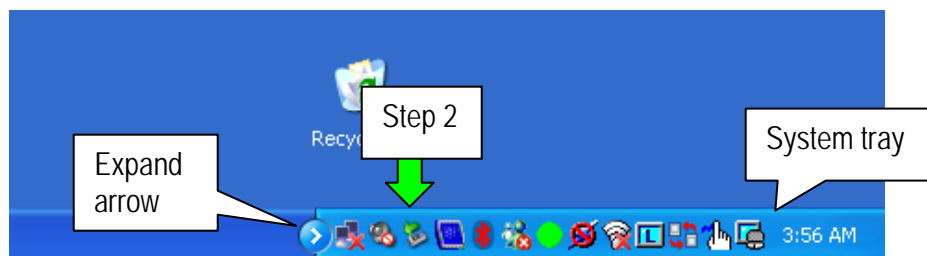 Recyc
Step 2
System tray
Expand
arrow
L
3:56 AM